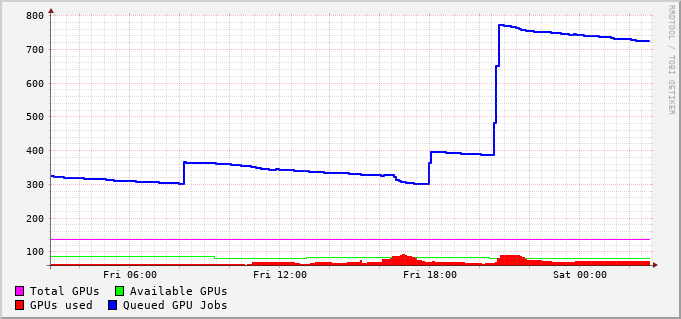 800
700
600
500
400
300
200
100
Fri 06:00 Fri 12:00 Fri 18:00 Sat 00:00
Total GPUs Available GPUs
GPUs used Queued GPU Jobs
RRDTOOL / TOBI OETIKER